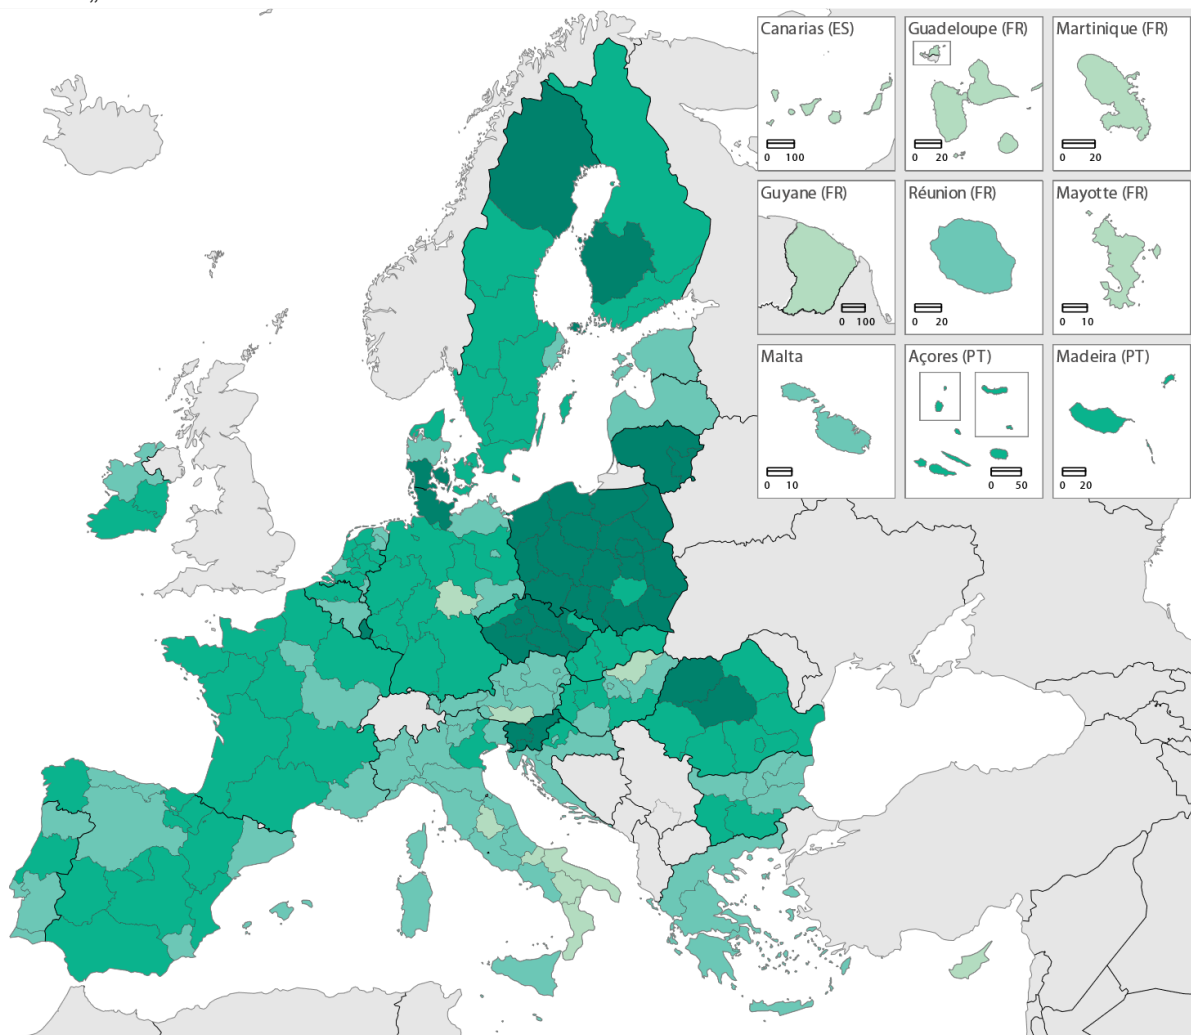 Canarias (ES)
0 100
Guadeloupe (FR)
0 20
Martinique (FR)
0 20
Guyane (FR)
0 100
Réunion (FR)
0 20
Mayotte (FR)
0 10
Malta
0 10
Açores (PT)
0 50
Madeira (PT)
0 20